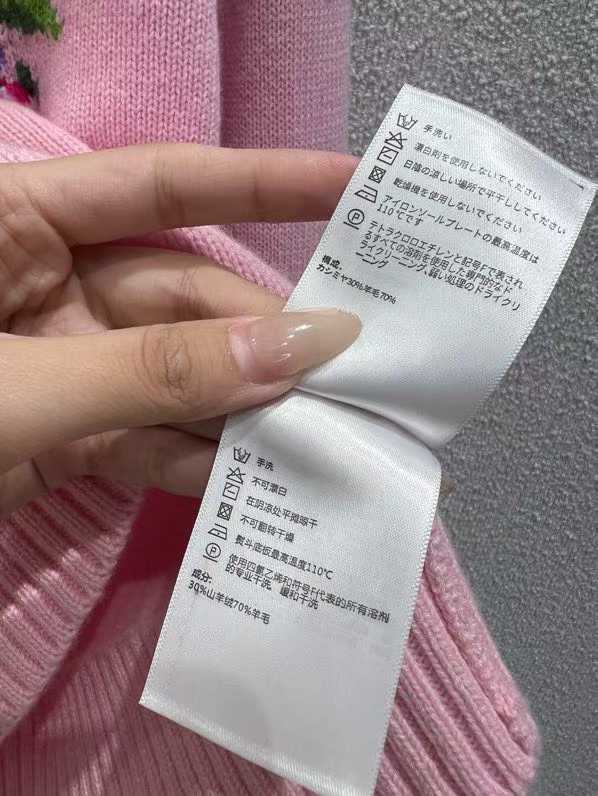 手洗い
漂白剤を使用しないでください
日陰の涼しい場所で平干ししてください
乾燥機を使用しないでください
アイロンソールプレートの最高温度は
110℃です
テトラクロロエチレンと記号Fで表され
るすべての溶剤を使用した専門的なド
ライクリーニング、軽い処理のドライクリ
ーニング
構成:
カシミヤ30%羊毛70%
手洗
不可漂白
在阴凉处平摊晾干
不可翻转干燥
熨斗底板最高温度110℃
使用四氯乙烯和符号F代表的所有溶剂
的专业干洗，缓和干洗
成分:
30%山羊绒70%羊毛